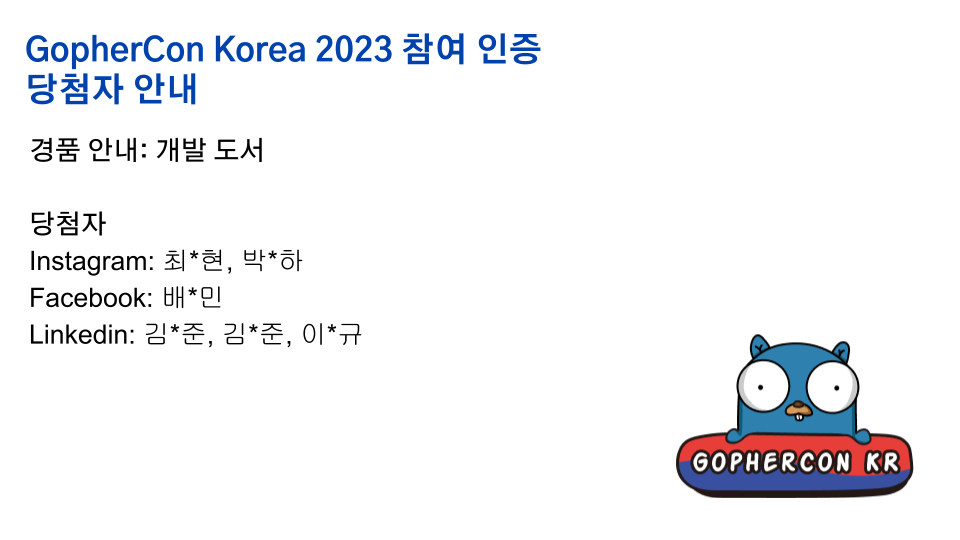 GopherCon Korea 2023 참여 인증
당첨자 안내
경품 안내: 개발 도서
당첨자
Instagram: 최*현, 박*하
Facebook: 배*민
Linkedin: 김*준, 김*준, 이*규
GOPHERCON KR